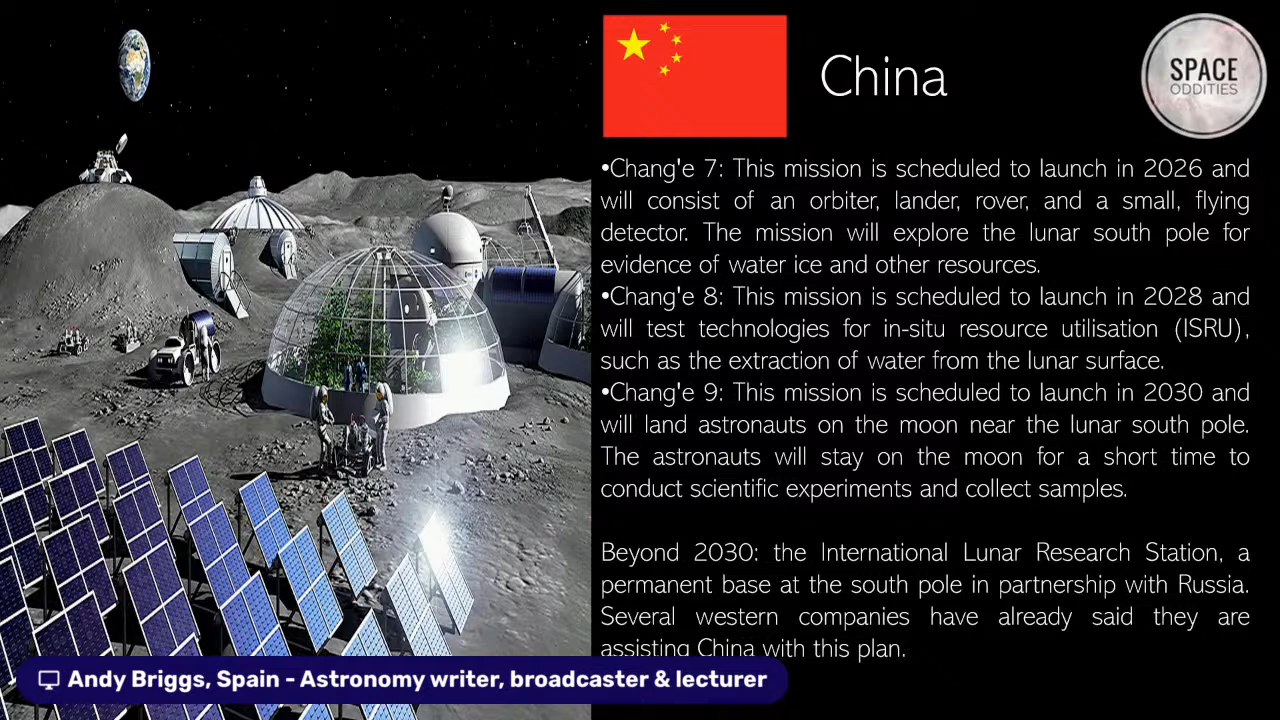 China
SPACE
ODDITIES
•Chang'e 7: This mission is scheduled to launch in 2026 and
will consist of an orbiter, lander, rover, and a small, flying
detector. The mission will explore the lunar south pole for
evidence of water ice and other resources.
•Chang'e 8: This mission is scheduled to launch in 2028 and
will test technologies for in-situ resource utilisation (ISRU),
such as the extraction of water from the lunar surface.
•Chang'e 9: This mission is scheduled to launch in 2030 and
will land astronauts on the moon near the lunar south pole.
The astronauts will stay on the moon for a short time to
conduct scientific experiments and collect samples.
Beyond 2030: the International Lunar Research Station, a
permanent base at the south pole in partnership with Russia.
Several western companies have already said they are
assisting China with this plan.
Andy Briggs, Spain - Astronomy writer, broadcaster & lecturer